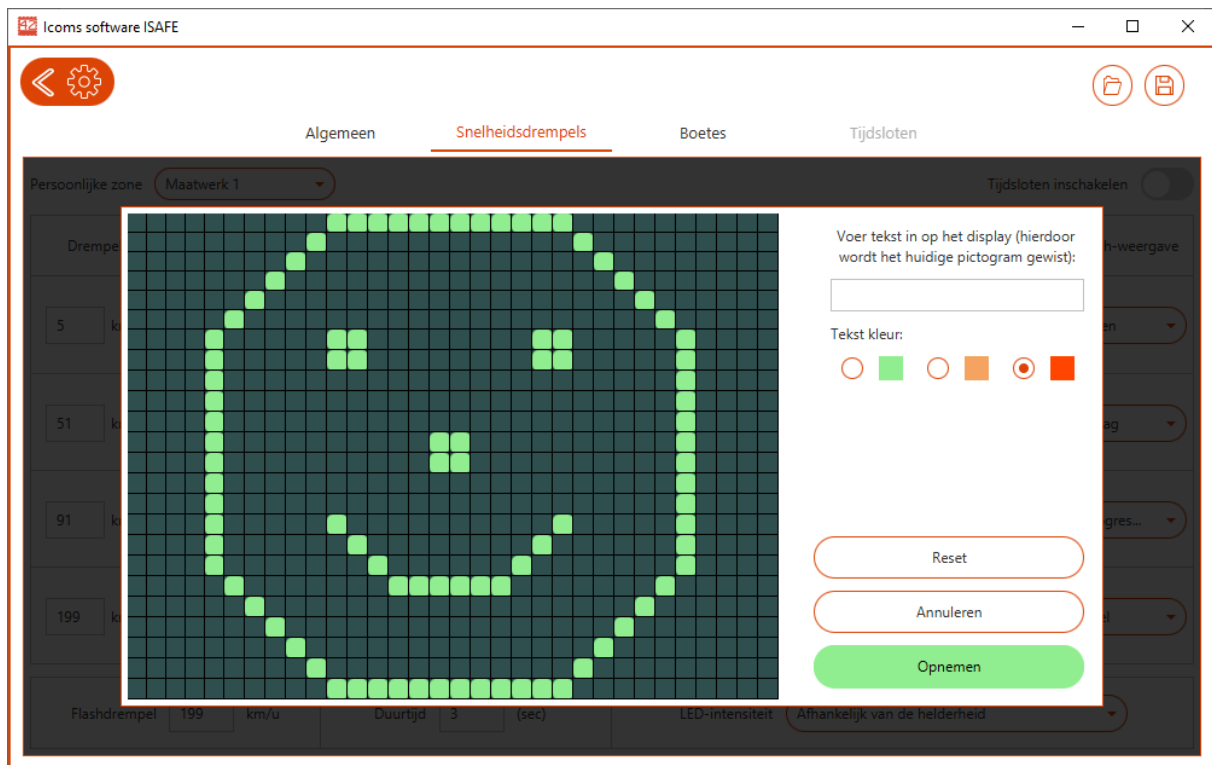 Icoms software ISAFE
Algemeen Snelheidsdrempels Boetes Tijdsloten
Persoonlijke zone Maatwerk 1 Tijdsloten inschakelen
Voer tekst in op het display (hierdoor
wordt het huidige pictogram gewist):
Tekst kleur:
5
51
91
199
Reset
Annuleren
Opnemen
Flashdrempel 199 km/u Duurtijd 3 (sec) LED-intensiteit Afhankelijk van de helderheid